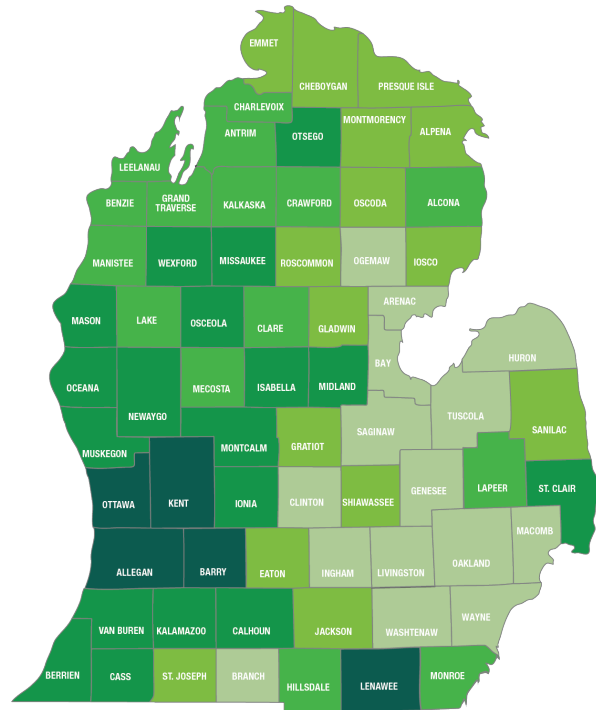 EMMET
CHEBOYGAN
PRESQUE ISLE
CHARLEVOIX
ANTRIM
OTSEGO
MONTMORENCY
ALPENA
LEELANAU
BENZIE
GRAND
TRAVERSE
KALKASKA
CRAWFORD
OSCODA
ALCONA
MANISTEE
WEXFORD
MISSAUKEE
ROSCOMMON
OGEMAW
IOSCO
ARENAC
MASON
LAKE
OSCEOLA
CLARE
GLADWIN
BAY
HURON
OCEANA
NEWAYGO
MECOSTA
ISABELLA
MIDLAND
TUSCOLA
SANILAC
MUSKEGON
MONTCALM
GRATIOT
SAGINAW
OTTAWA
KENT
IONIA
CLINTON
SHIAWASSEE
GENESEE
LAPEER
ST. CLAIR
ALLEGAN
BARRY
EATON
INGHAM
LIVINGSTON
OAKLAND
MACOMB
VAN BUREN
KALAMAZOO
CALHOUN
JACKSON
WASHTENAW
WAYNE
BERRIEN
CASS
ST. JOSEPH
BRANCH
HILLSDALE
LENAWEE
MONROE